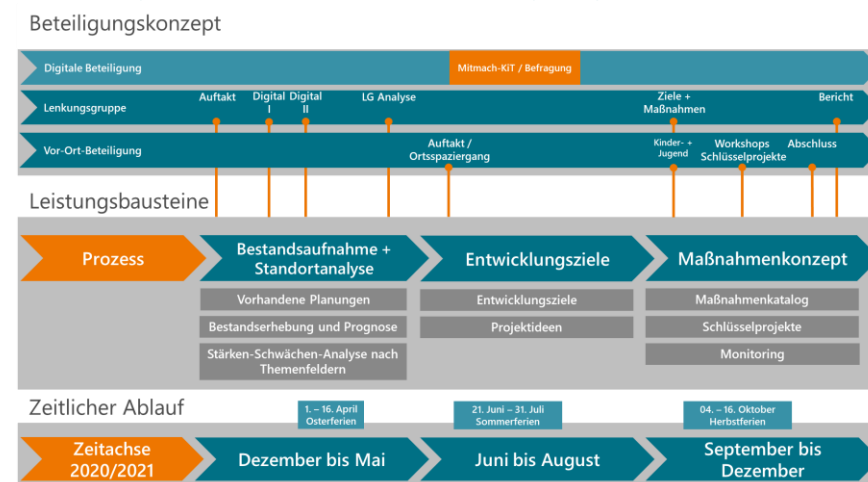 Beteiligungskonzept
Digitale Beteiligung
Mitmach-KiT / Befragung
Lenkungsgruppe
Auftakt
Digital
I
Digital
II
LG Analyse
Ziele +
Maßnahmen
Bericht
Vor-Ort-Beteiligung
Auftakt /
Ortsspaziergang
Kinder- +
Jugend
Workshops
Schlüsselprojekte
Abschluss
Leistungsbausteine
Prozess
Bestandsaufnahme +
Standortanalyse
Entwicklungsziele
Maßnahmenkonzept
Vorhandene Planungen
Bestandserhebung und Prognose
Stärken-Schwächen-Analyse nach
Themenfeldern
Entwicklungsziele
Projektideen
Maßnahmenkatalog
Schlüsselprojekte
Monitoring
Zeitlicher Ablauf
1. – 16. April
Osterferien
21. Juni – 31. Juli
Sommerferien
04. – 16. Oktober
Herbstferien
Zeitachse
2020/2021
Dezember bis Mai
Juni bis August
September bis
Dezember